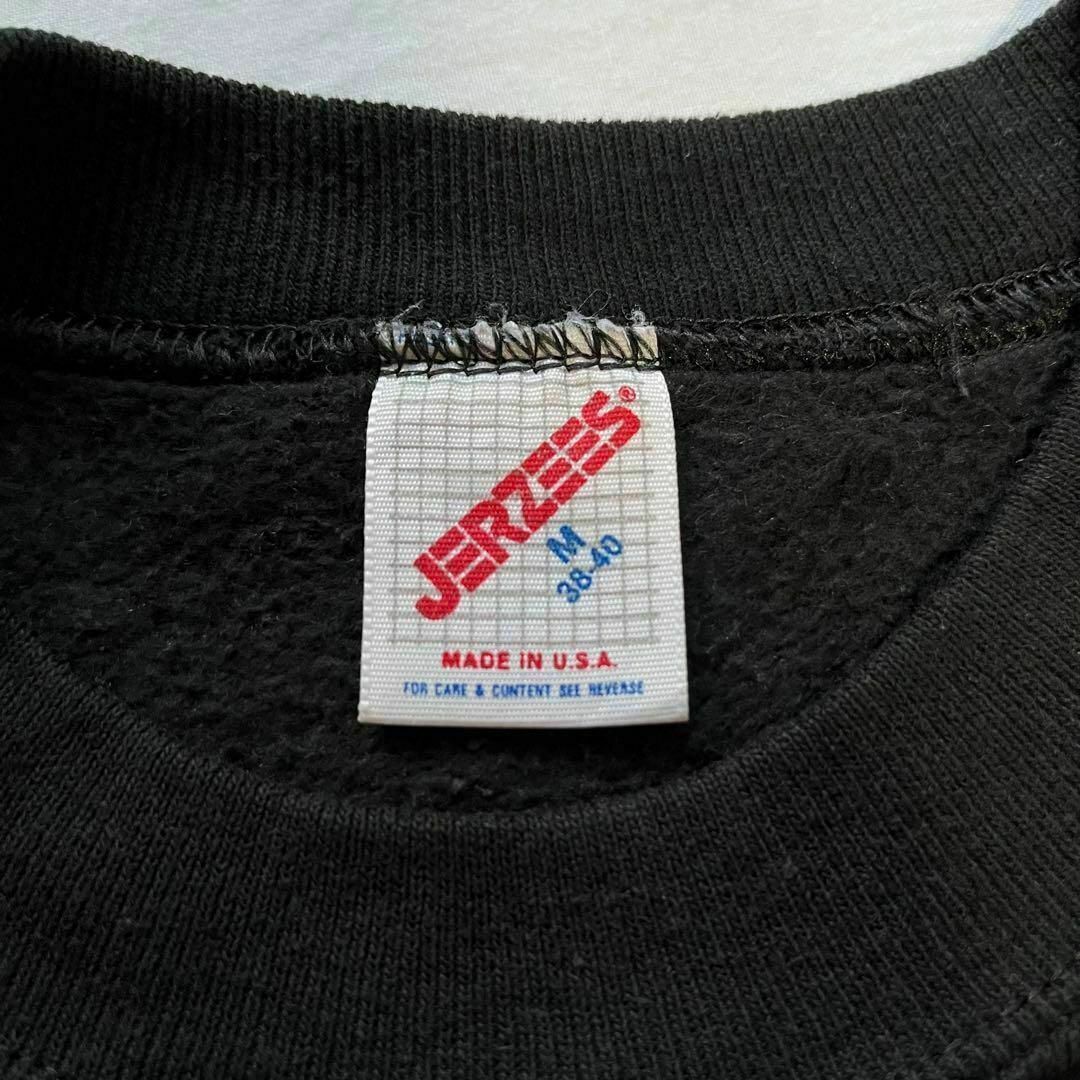 JERZEES®
M
38-40
MADE IN U.S.A.
FOR CARE & CONTENT SEE REVERSE